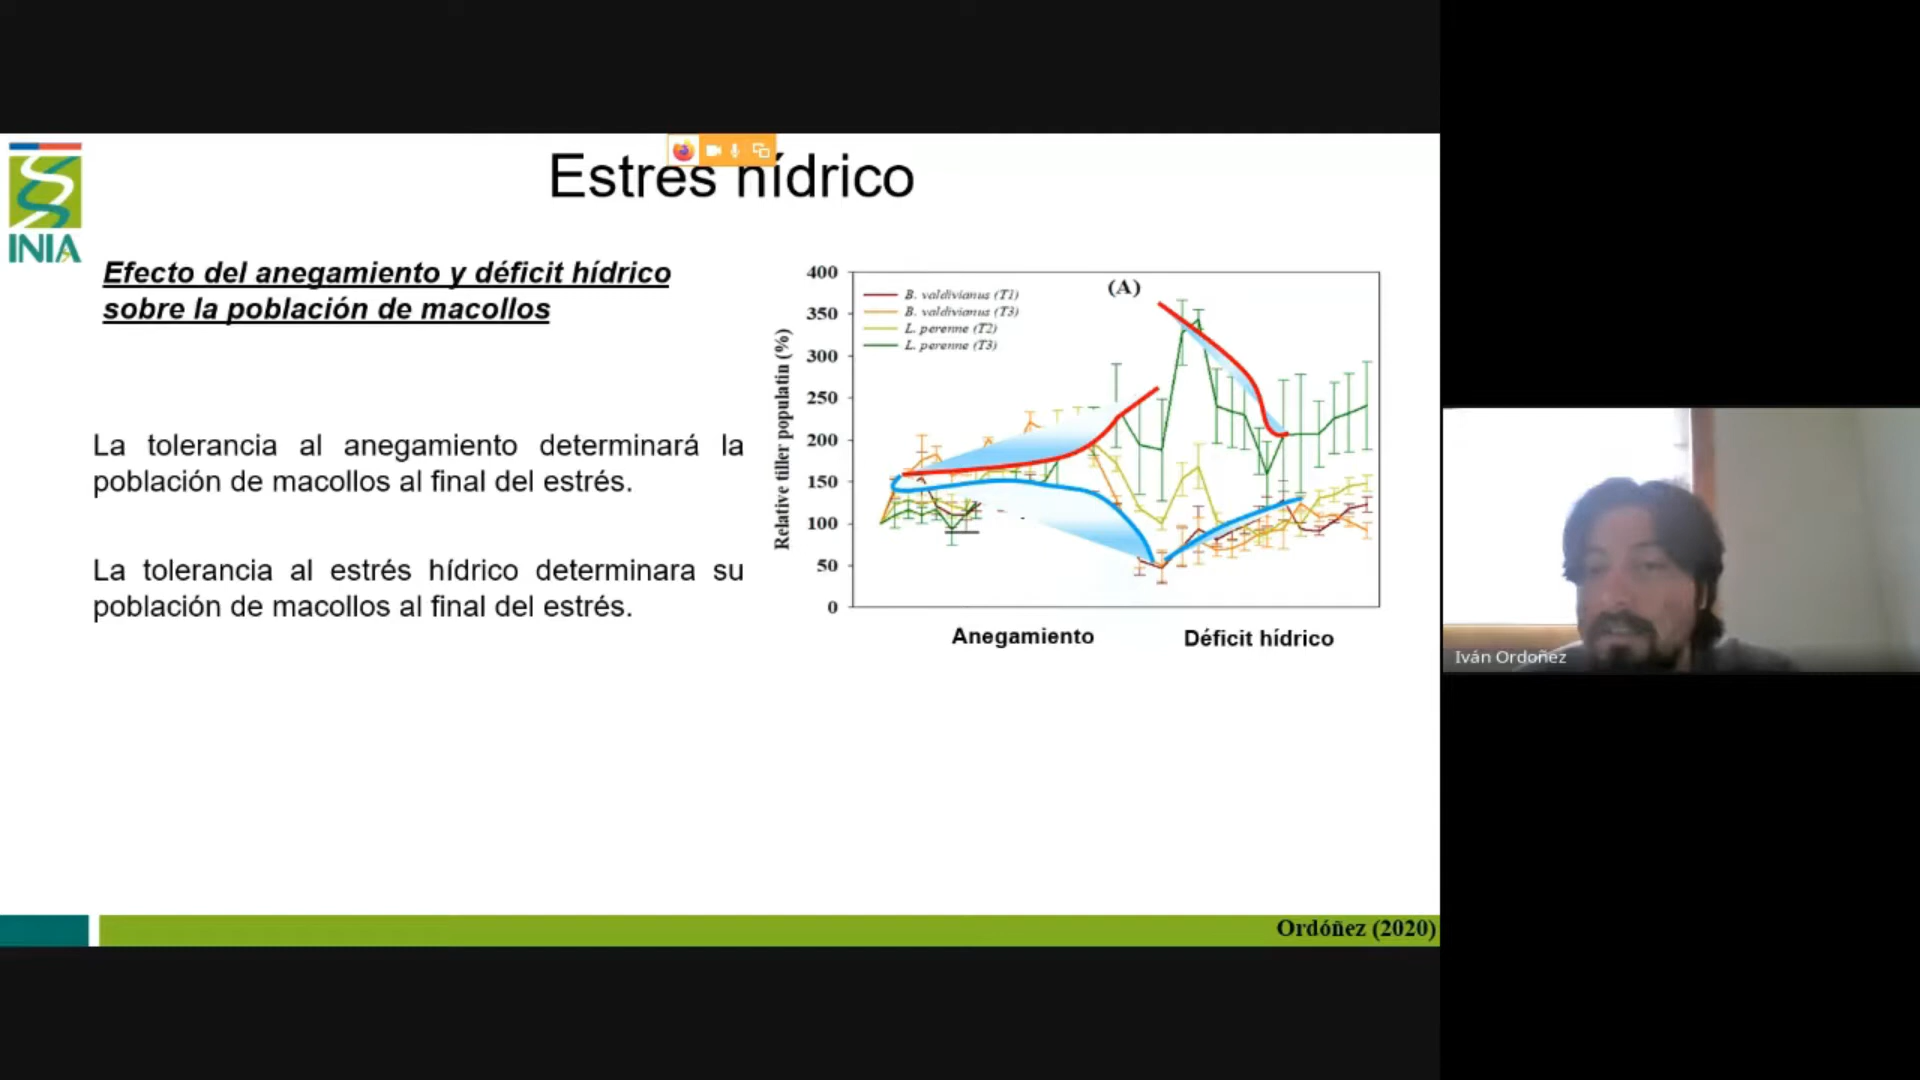 Estrés hídrico
INIA
Efecto del anegamiento y déficit hídrico
sobre la población de macollos
La tolerancia al anegamiento determinará la
población de macollos al final del estrés.
La tolerancia al estrés hídrico determinara su
población de macollos al final del estrés.
400
350
300
250
200
150
100
50
0
Relative tiller populatin (%)
(A)
B. valdivianus (T1)
B. valdivianus (T3)
L. perenne (T2)
L. perenne (T3)
Anegamiento
Déficit hídrico
Iván Ordoñez
Ordóñez (2020)